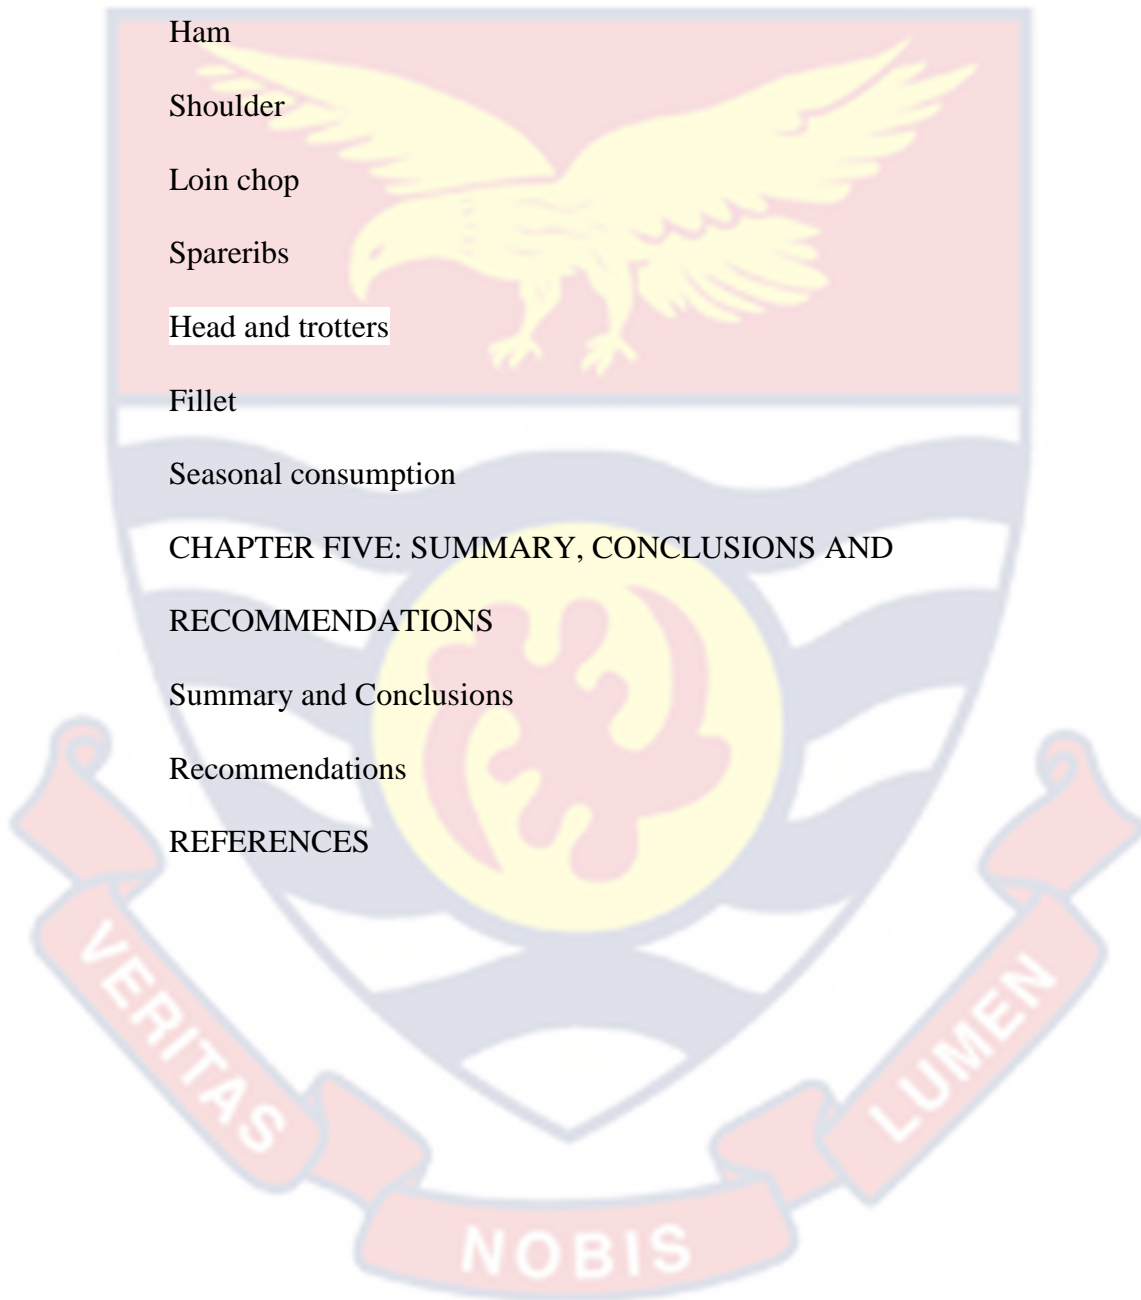 Ham
Shoulder
Loin chop
Spareribs
Head and trotters
Fillet
Seasonal consumption
CHAPTER FIVE: SUMMARY, CONCLUSIONS AND
RECOMMENDATIONS
Summary and Conclusions
Recommendations
REFERENCES
VERITAS
NOBIS
LUMEN